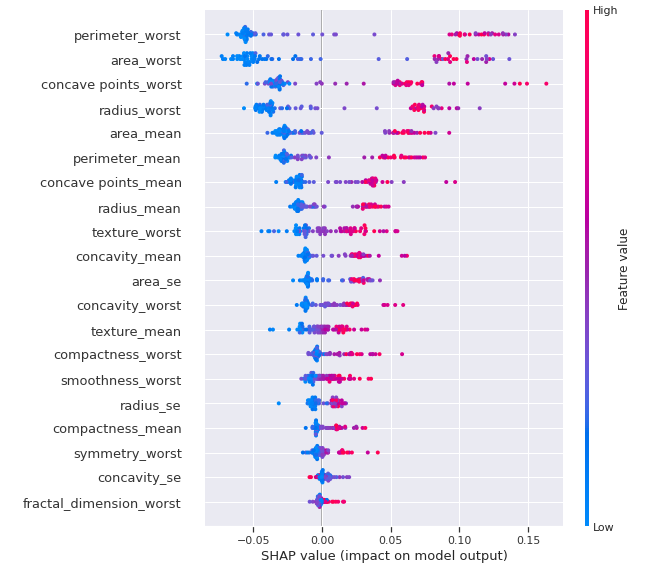 High
perimeter_worst
area_worst
concave points_worst
radius_worst
area_mean
perimeter_mean
concave points_mean
radius_mean
texture_worst
concavity_mean
area_se
concavity_worst
texture_mean
compactness_worst
smoothness_worst
radius_se
compactness_mean
symmetry_worst
concavity_se
fractal_dimension_worst
Feature value
Low
−0.05 0.00 0.05 0.10 0.15
SHAP value (impact on model output)